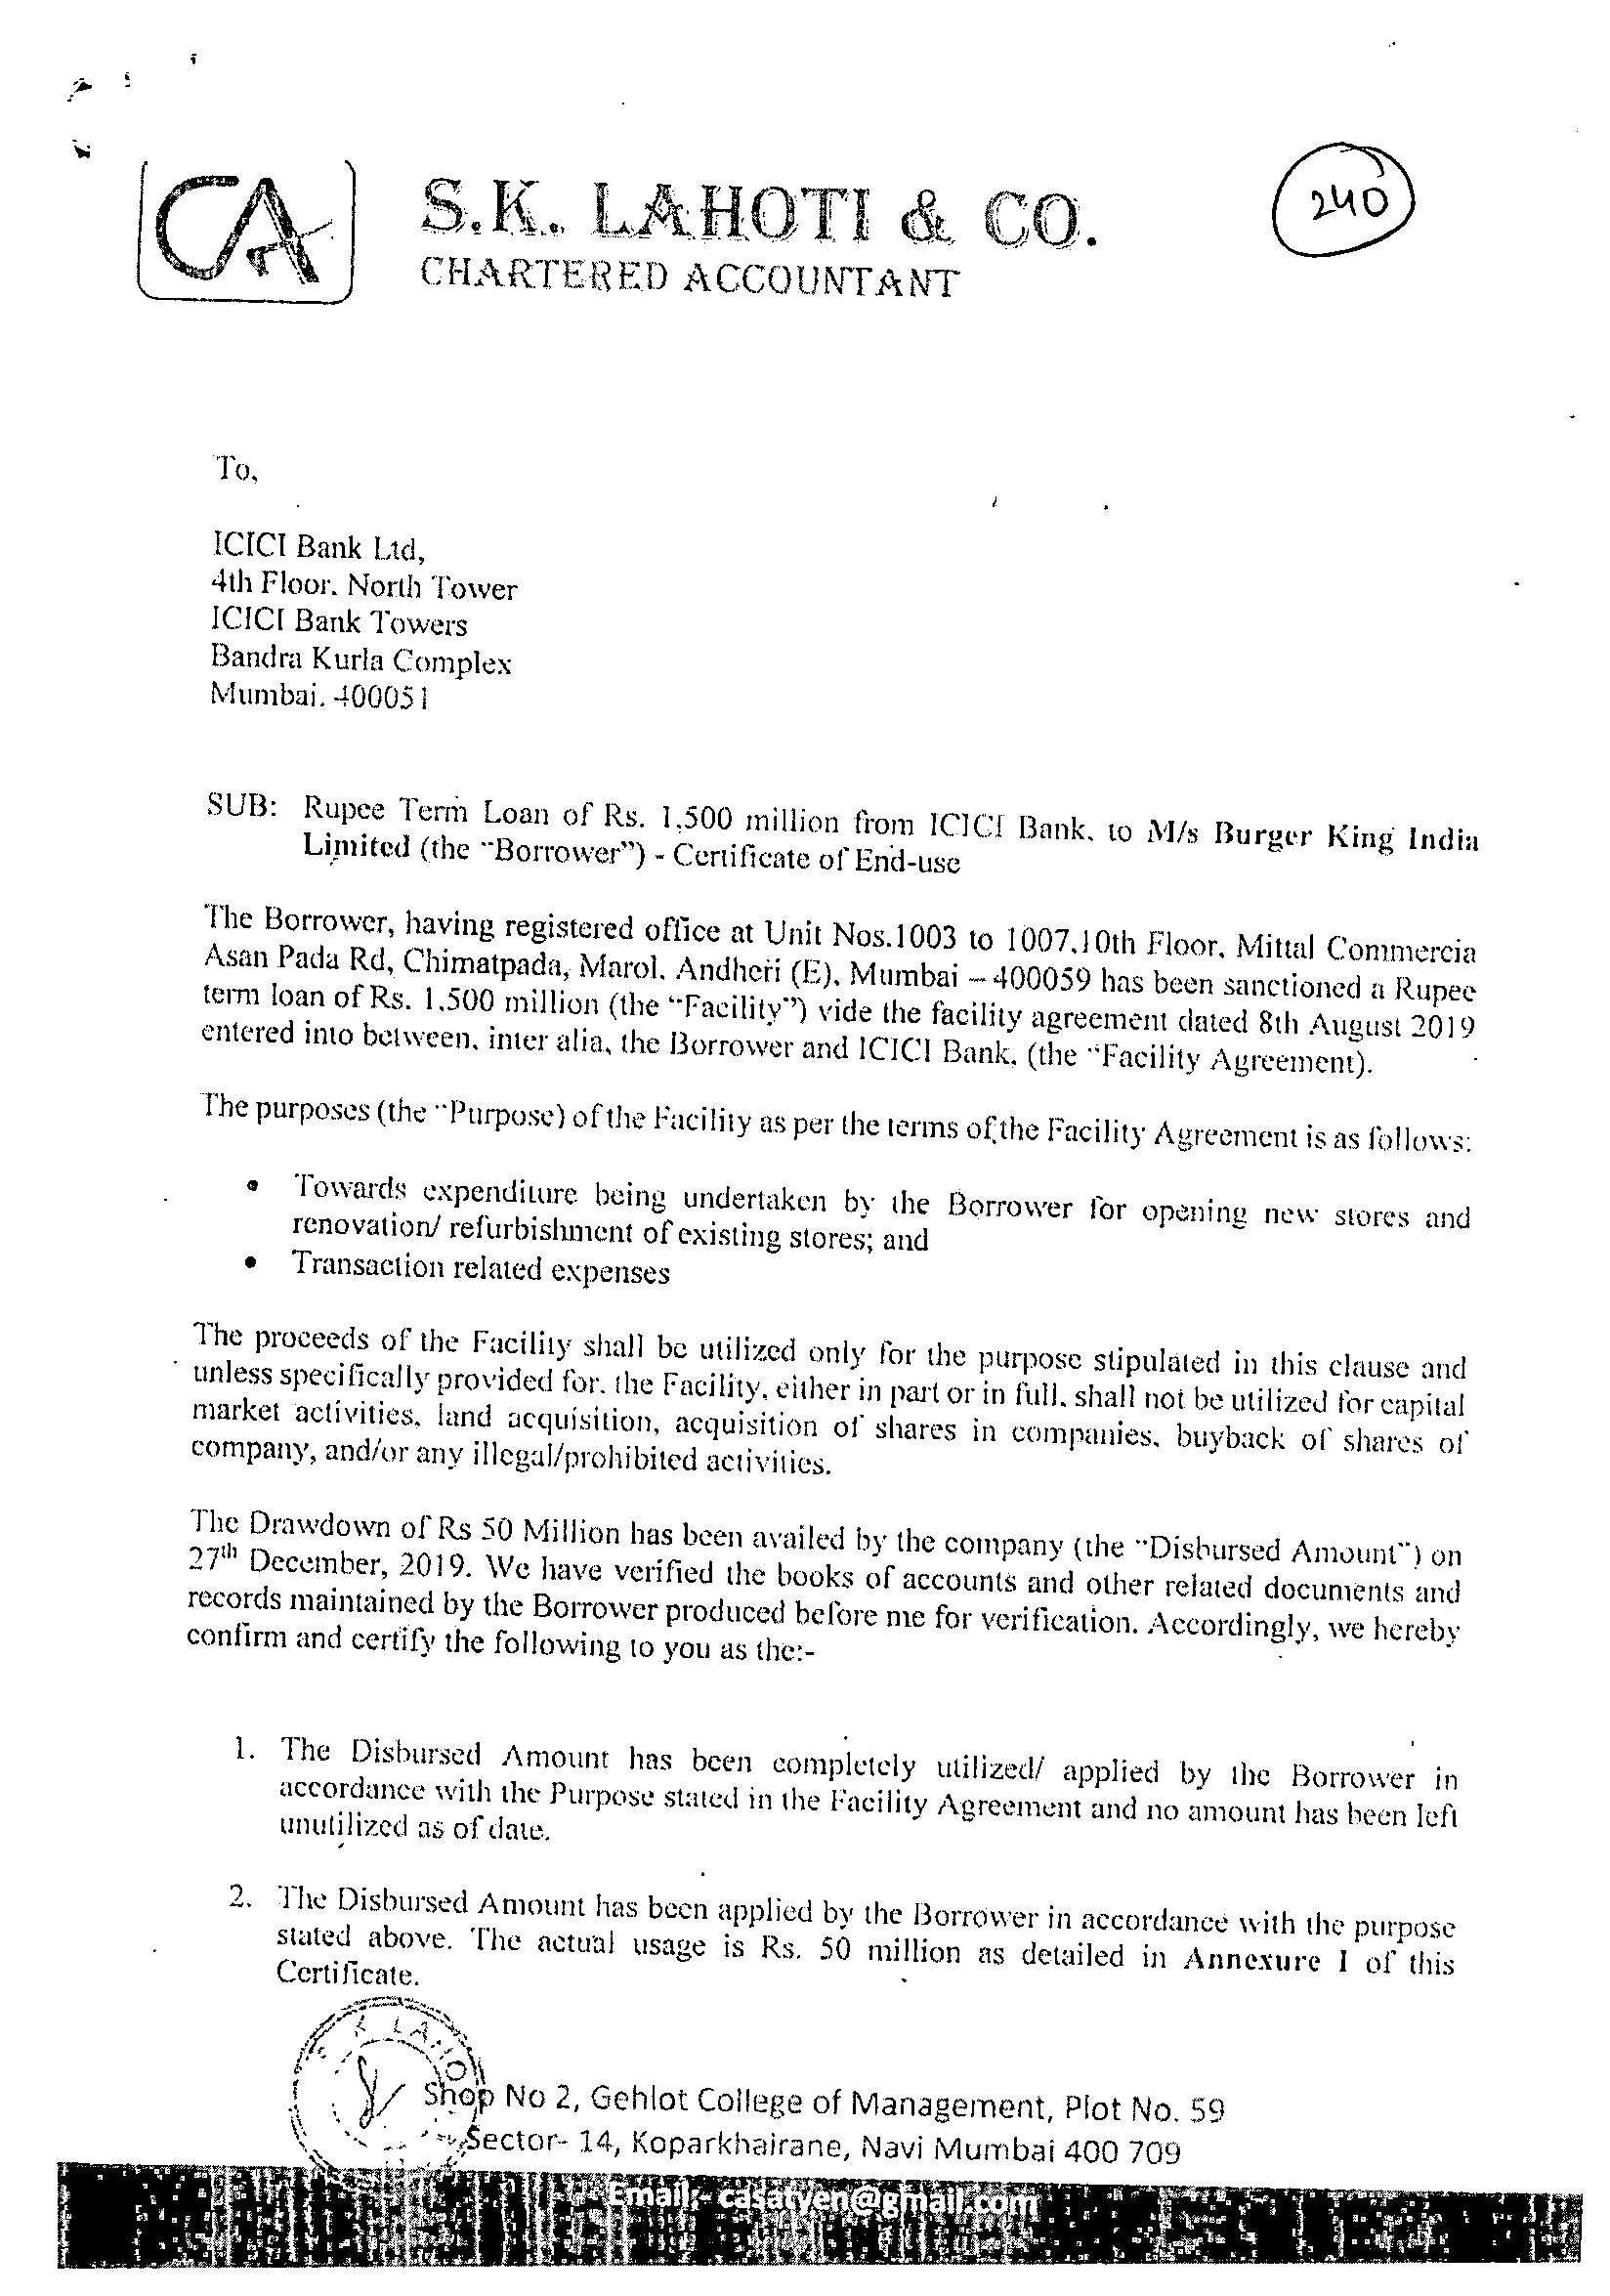 CA
S.K. LAHOTI & CO.
CHARTERED ACCOUNTANT
240
To,
ICICI Bank Ltd,
4th Floor. North Tower
ICICI Bank Towers
Bandra Kurla Complex
Mumbai. 400051
SUB: Rupee Term Loan of Rs. 1,500 million from ICICI Bank. to M/s Burger King India
Limited (the "Borrower") - Certificate of End-use
The Borrower, having registered office at Unit Nos.1003 to 1007,10th Floor, Mittal Commercia
Asan Pada Rd, Chimatpada, Marol. Andheri (E), Mumbai – 400059 has been sanctioned a Rupee
term loan of Rs. 1,500 million (the "Facility") vide the facility agreement dated 8th August 2019
entered into between, inter alia, the Borrower and ICICI Bank, (the "Facility Agreement).
The purposes (the "Purpose) of the Facility as per the terms of the Facility Agreement is as follows:
• Towards expenditure being undertaken by the Borrower for opening new stores and
renovation/ refurbishment of existing stores; and
• Transaction related expenses
The proceeds of the Facility shall be utilized only for the purpose stipulated in this clause and
unless specifically provided for, the Facility, either in part or in full, shall not be utilized for capital
market activities, land acquisition, acquisition of shares in companies, buyback of shares of
company, and/or any illegal/prohibited activities.
The Drawdown of Rs 50 Million has been availed by the company (the "Disbursed Amount") on
27th December, 2019. We have verified the books of accounts and other related documents and
records maintained by the Borrower produced before me for verification. Accordingly, we hereby
confirm and certify the following to you as the:-
1. The Disbursed Amount has been completely utilized/ applied by the Borrower in
accordance with the Purpose stated in the Facility Agreement and no amount has been left
unutilized as of date.
2. The Disbursed Amount has been applied by the Borrower in accordance with the purpose
stated above. The actual usage is Rs. 50 million as detailed in Annexure I of this
Certificate.
K LAHO
Shop No 2, Gehlot College of Management, Plot No. 59
Sector- 14, Koparkhairane, Navi Mumbai 400 709
Email:- casatyen@gmail.com